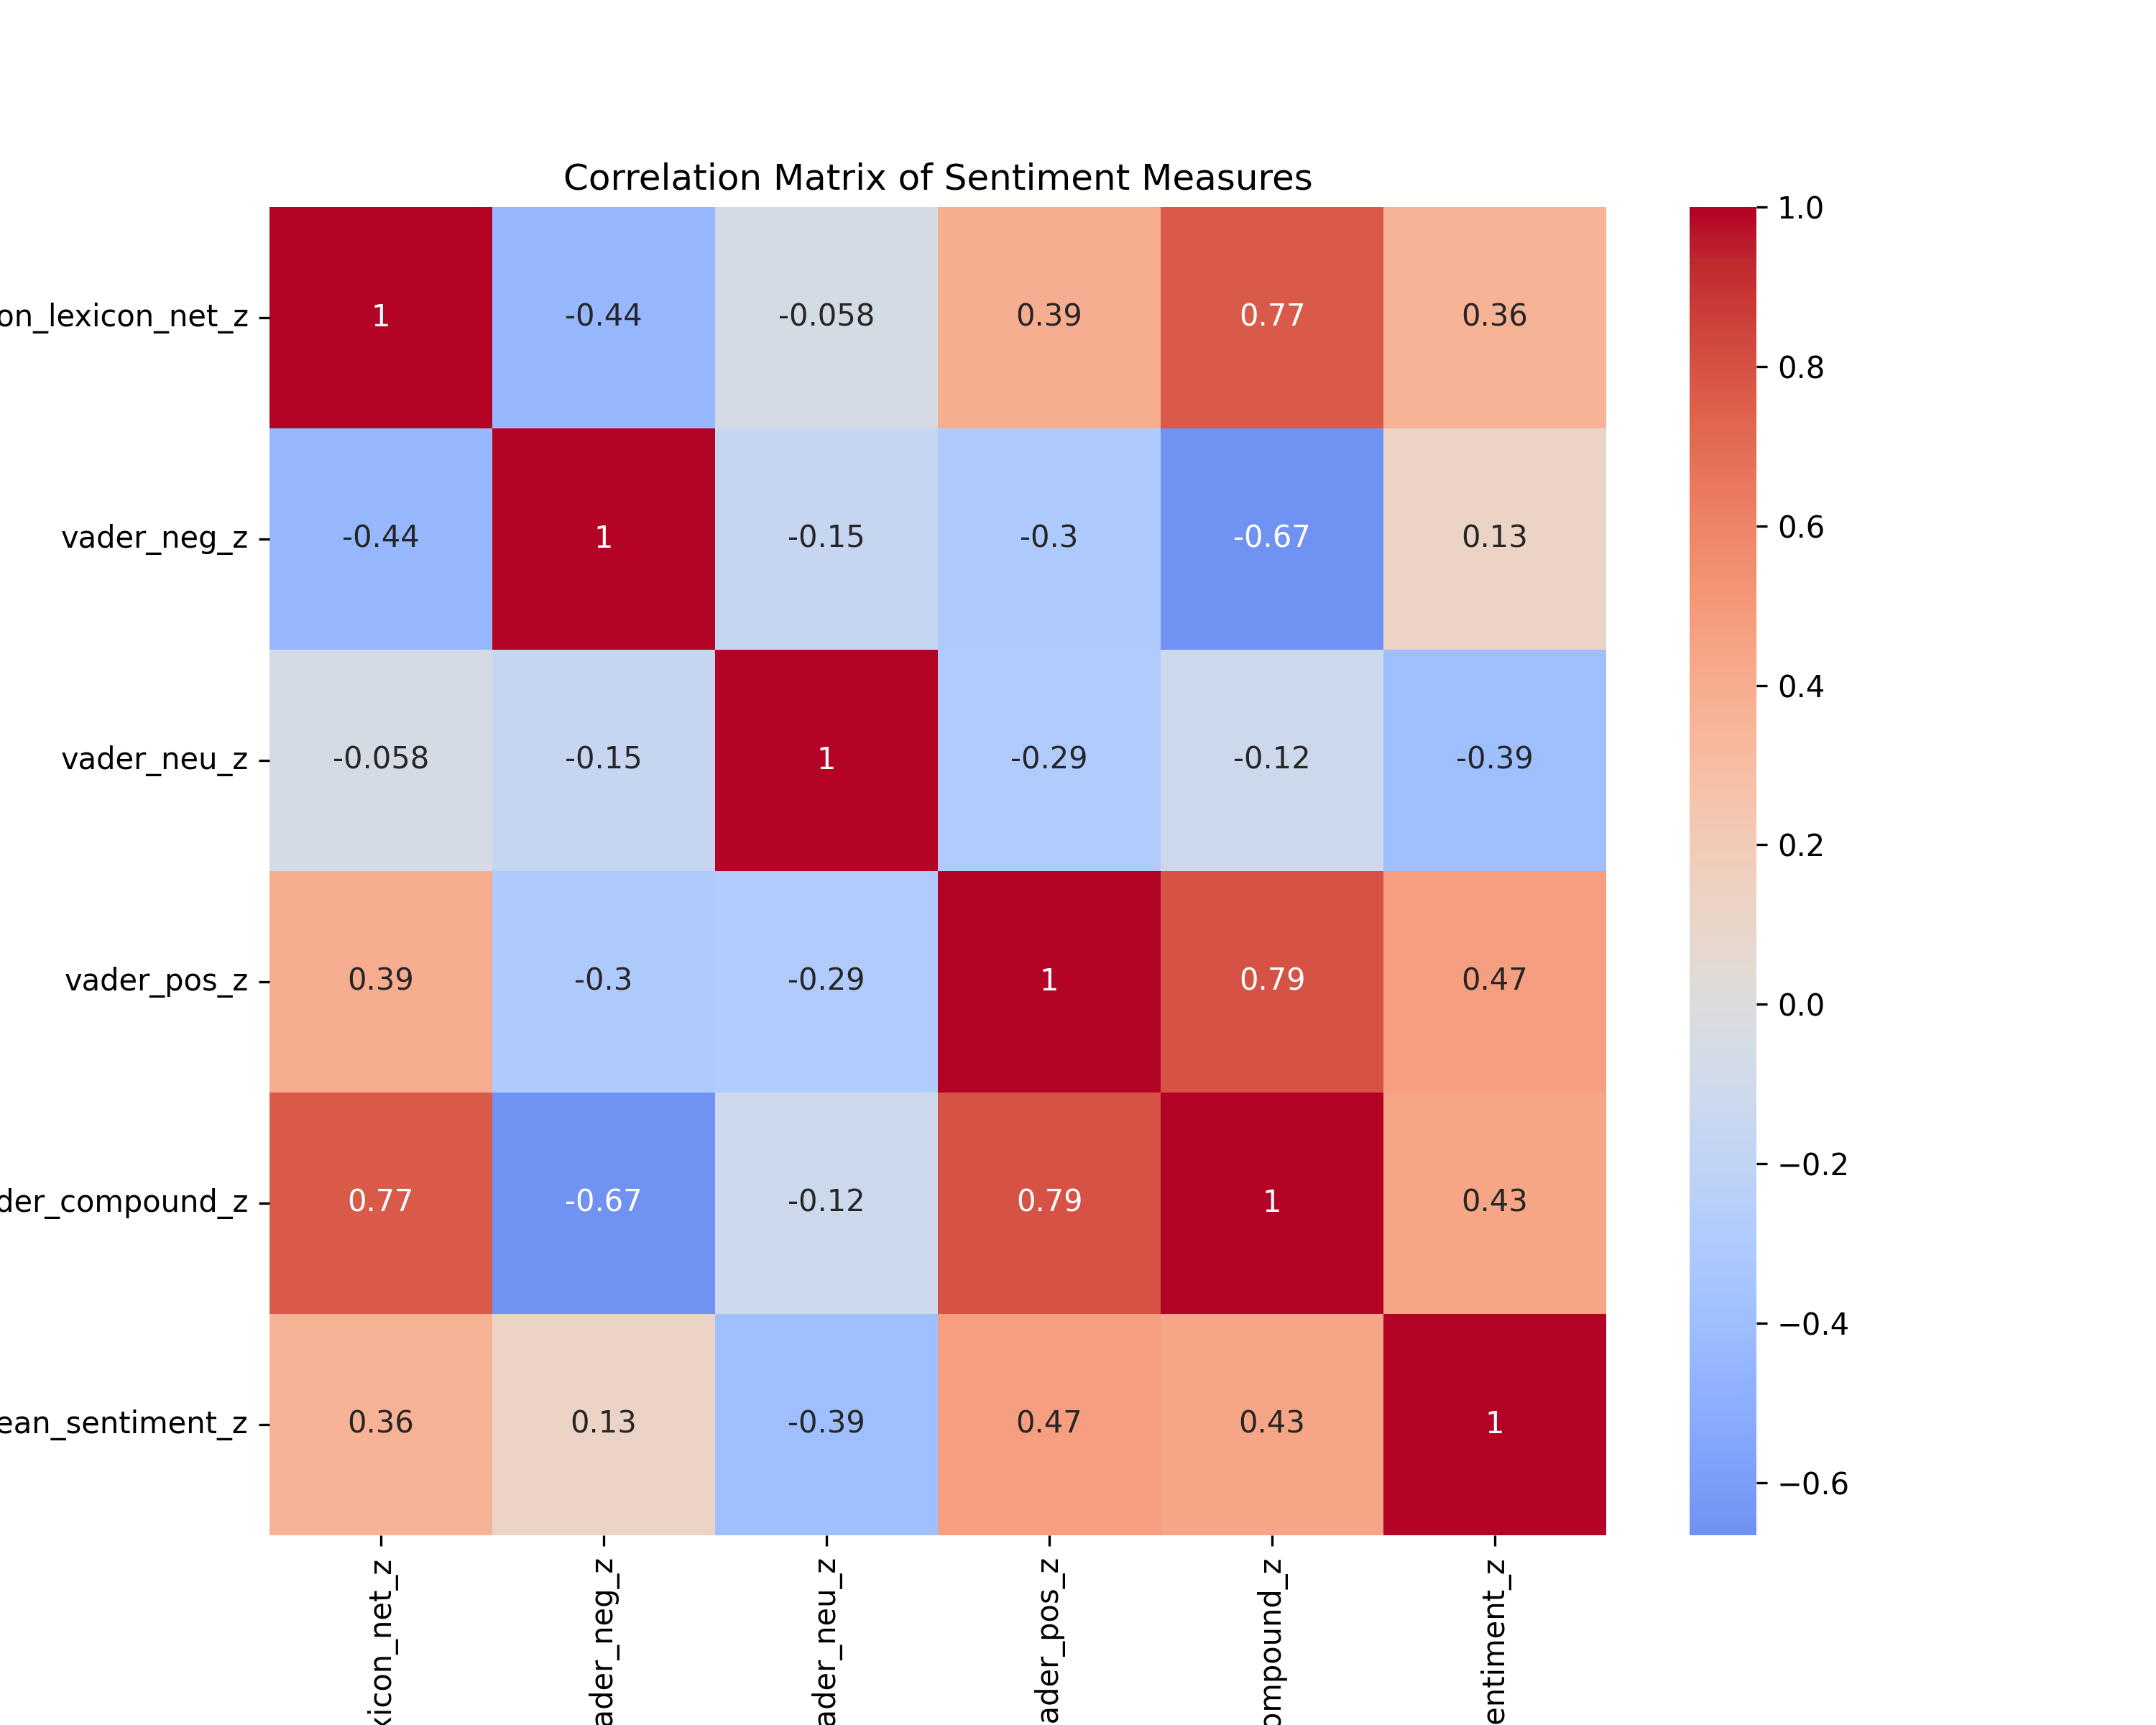 Correlation Matrix of Sentiment Measures
on_lexicon_net_z 1 -0.44 -0.058 0.39 0.77 0.36
vader_neg_z -0.44 1 -0.15 -0.3 -0.67 0.13
vader_neu_z -0.058 -0.15 1 -0.29 -0.12 -0.39
vader_pos_z 0.39 -0.3 -0.29 1 0.79 0.47
der_compound_z 0.77 -0.67 -0.12 0.79 1 0.43
ean_sentiment_z 0.36 0.13 -0.39 0.47 0.43 1
xicon_net_z
ader_neg_z
ader_neu_z
ader_pos_z
ompound_z
entiment_z
1.0
0.8
0.6
0.4
0.2
0.0
−0.2
−0.4
−0.6